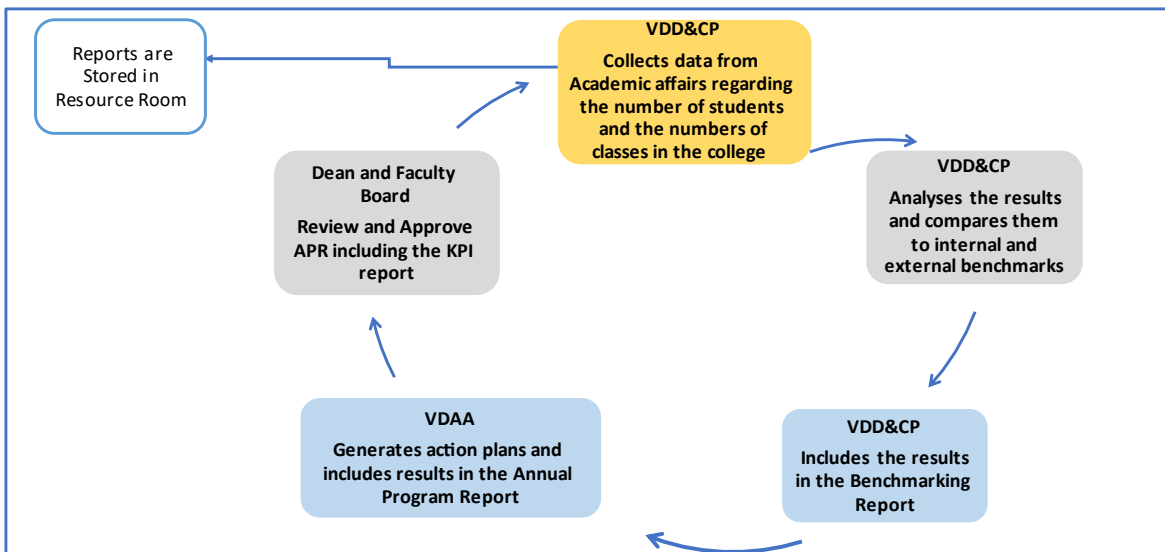 Reports are
Stored in
Resource Room
VDD&CP
Collects data from
Academic affairs regarding
the number of students
and the numbers of
classes in the college
VDD&CP
Analyses the results
and compares them
to internal and
external benchmarks
VDD&CP
Includes the results
in the Benchmarking
Report
VDAA
Generates action plans and
includes results in the Annual
Program Report
Dean and Faculty
Board
Review and Approve
APR including the KPI
report